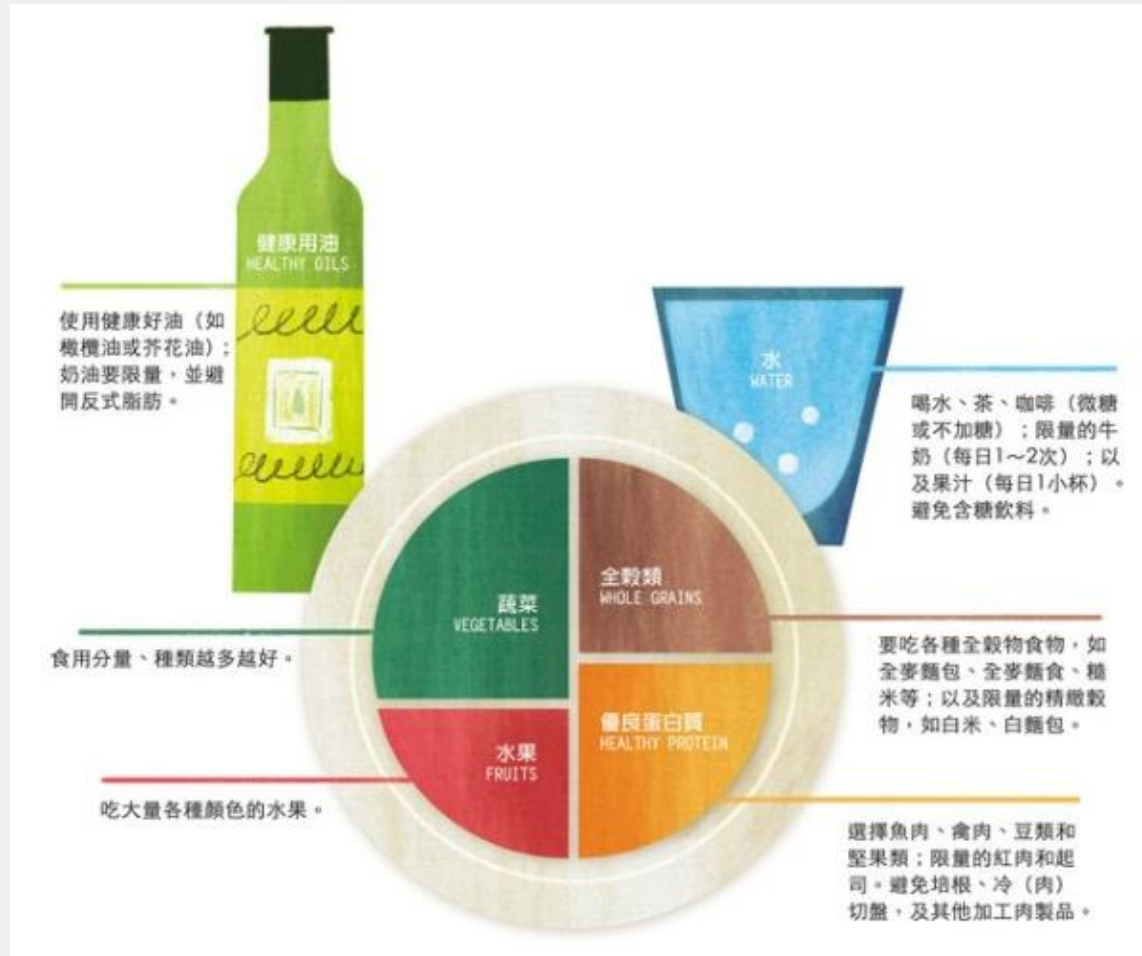 健康用油
HEALTHY OILS
使用健康好油（如
橄欖油或芥花油）；
奶油要限量，並避
開反式脂肪。
水
WATER
喝水、茶、咖啡（微糖
或不加糖）；限量的牛
奶（每日1～2次）；以
及果汁（每日1小杯）。
避免含糖飲料。
蔬菜
VEGETABLES
食用分量、種類越多越好。
全穀類
WHOLE GRAINS
要吃各種全穀物食物，如
全麥麵包、全麥麵食、糙
米等；以及限量的精緻穀
物，如白米、白麵包。
水果
FRUITS
吃大量各種顏色的水果。
優良蛋白質
HEALTHY PROTEIN
選擇魚肉、禽肉、豆類和
堅果類；限量的紅肉和起
司。避免培根、冷（肉）
切盤，及其他加工肉製品。